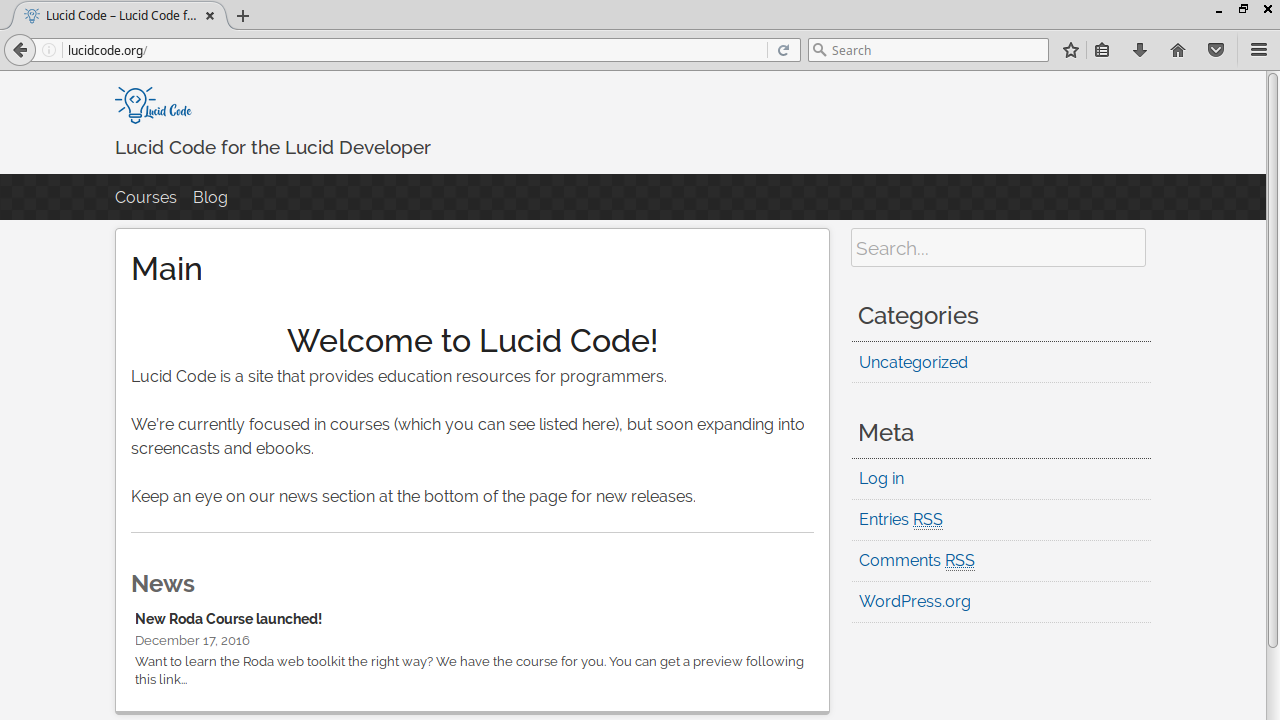 Lucid Code – Lucid Code f...
lucidcode.org/
Search
Lucid Code
Lucid Code for the Lucid Developer
Courses Blog
Main
Welcome to Lucid Code!
Lucid Code is a site that provides education resources for programmers.
We're currently focused in courses (which you can see listed here), but soon expanding into
screencasts and ebooks.
Keep an eye on our news section at the bottom of the page for new releases.
News
New Roda Course launched!
December 17, 2016
Want to learn the Roda web toolkit the right way? We have the course for you. You can get a preview following
this link...
Search...
Categories
Uncategorized
Meta
Log in
Entries RSS
Comments RSS
WordPress.org